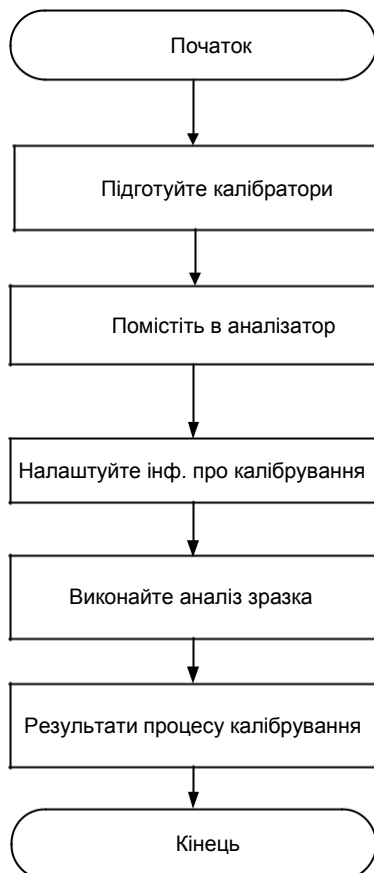 Початок
Підготуйте калібратори
Помістіть в аналізатор
Налаштуйте інф. про калібрування
Виконайте аналіз зразка
Результати процесу калібрування
Кінець